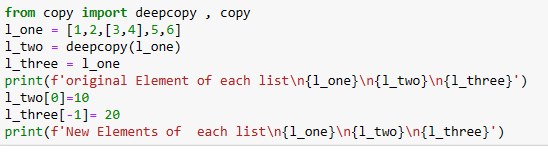 from copy import deepcopy , copy
l_one = [1,2,[3,4],5,6]
l_two = deepcopy(l_one)
l_three = l_one
print(f'original Element of each list\n{l_one}\n{l_two}\n{l_three}')
l_two[0]=10
l_three[-1]= 20
print(f'New Elements of  each list\n{l_one}\n{l_two}\n{l_three}')